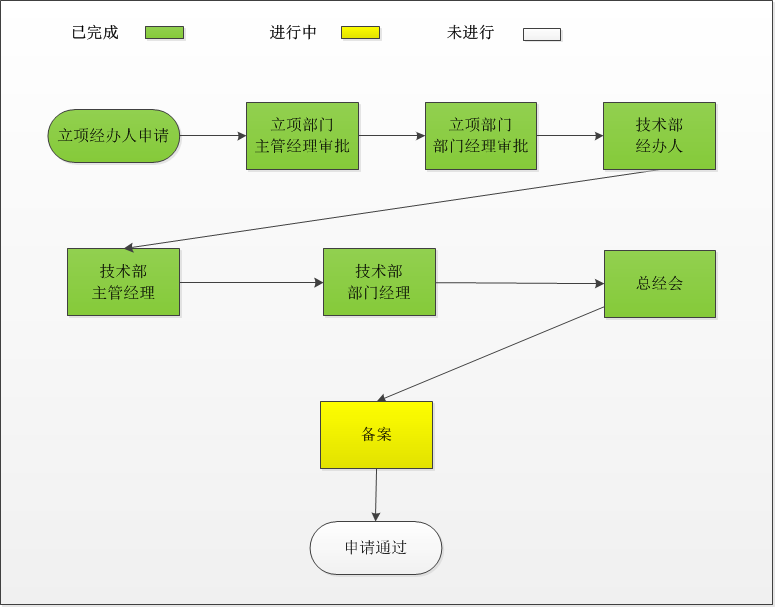 已完成
进行中
未进行
立项经办人申请
立项部门
主管经理审批
立项部门
部门经理审批
技术部
经办人
技术部
主管经理
技术部
部门经理
总经会
备案
申请通过